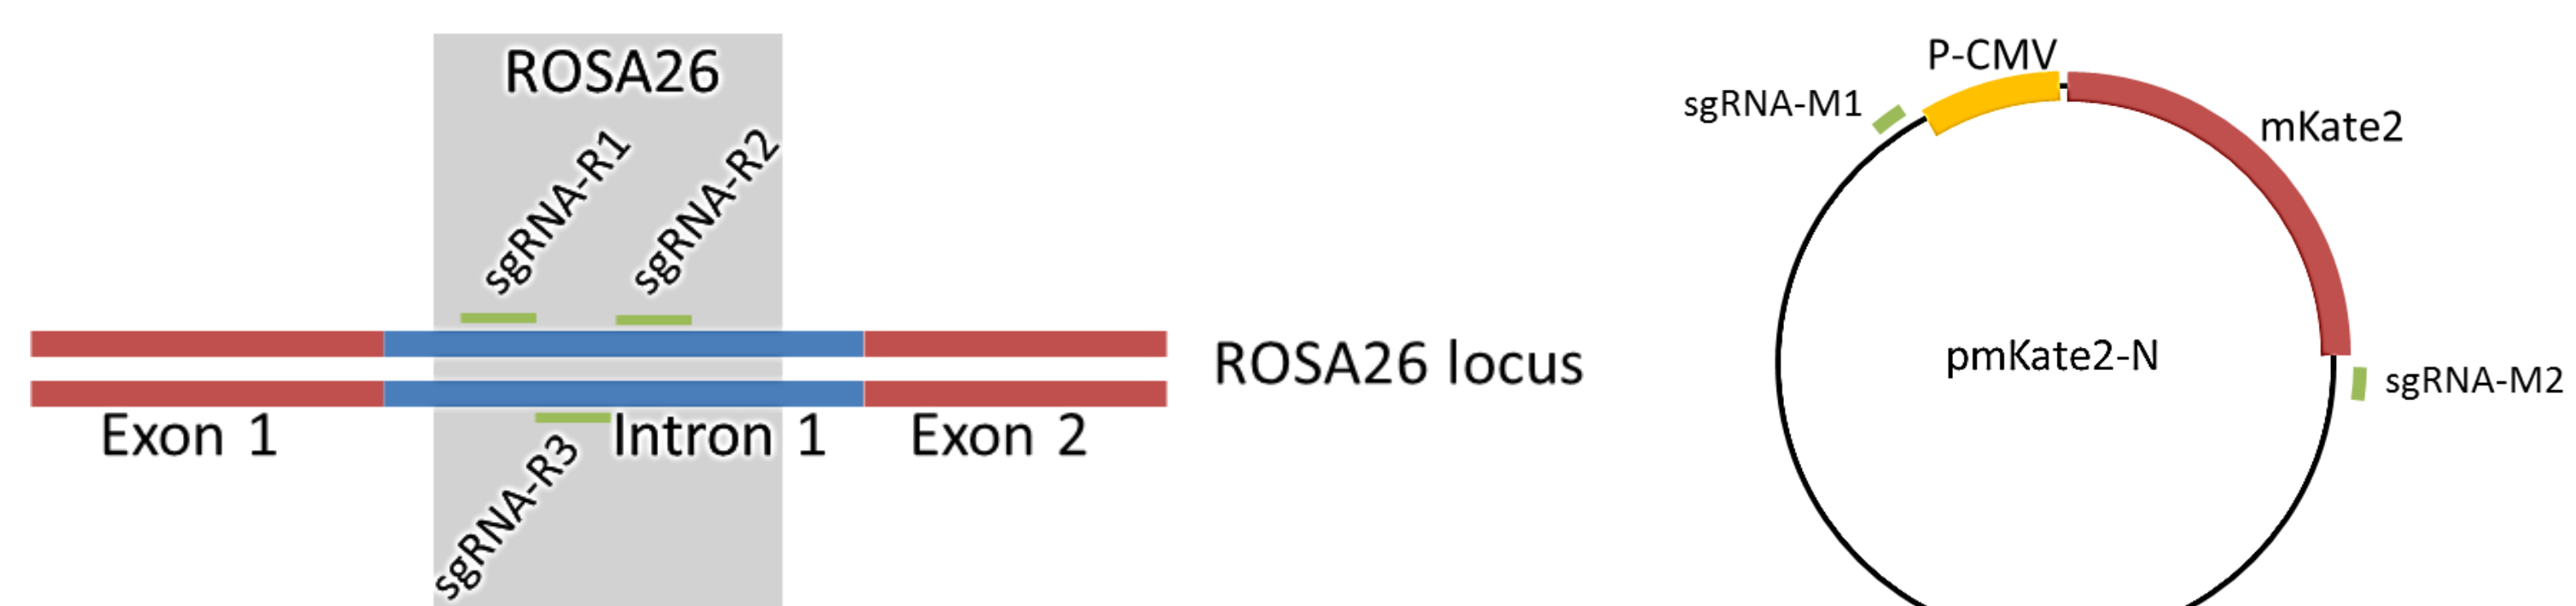 ROSA26
sgRNA-R1
sgRNA-R2
ROSA26 locus
Exon 1
Intron 1
Exon 2
sgRNA-R3
P-CMV
sgRNA-M1
mKate2
pmKate2-N
sgRNA-M2